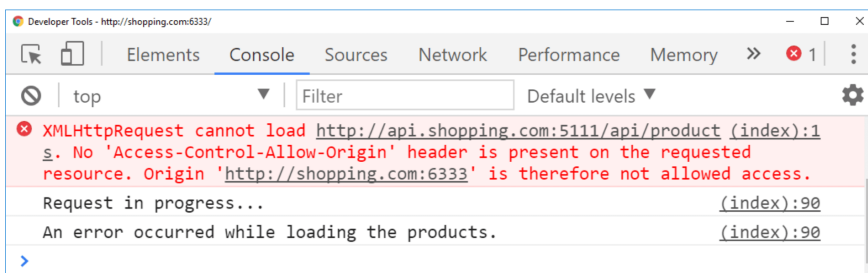 Developer Tools - http://shopping.com:6333/
Elements Console Sources Network Performance Memory » 1
top ▼ Filter Default levels ▼
XMLHttpRequest cannot load http://api.shopping.com:5111/api/product (index):1
s. No 'Access-Control-Allow-Origin' header is present on the requested
resource. Origin 'http://shopping.com:6333' is therefore not allowed access.
Request in progress... (index):90
An error occurred while loading the products. (index):90
>